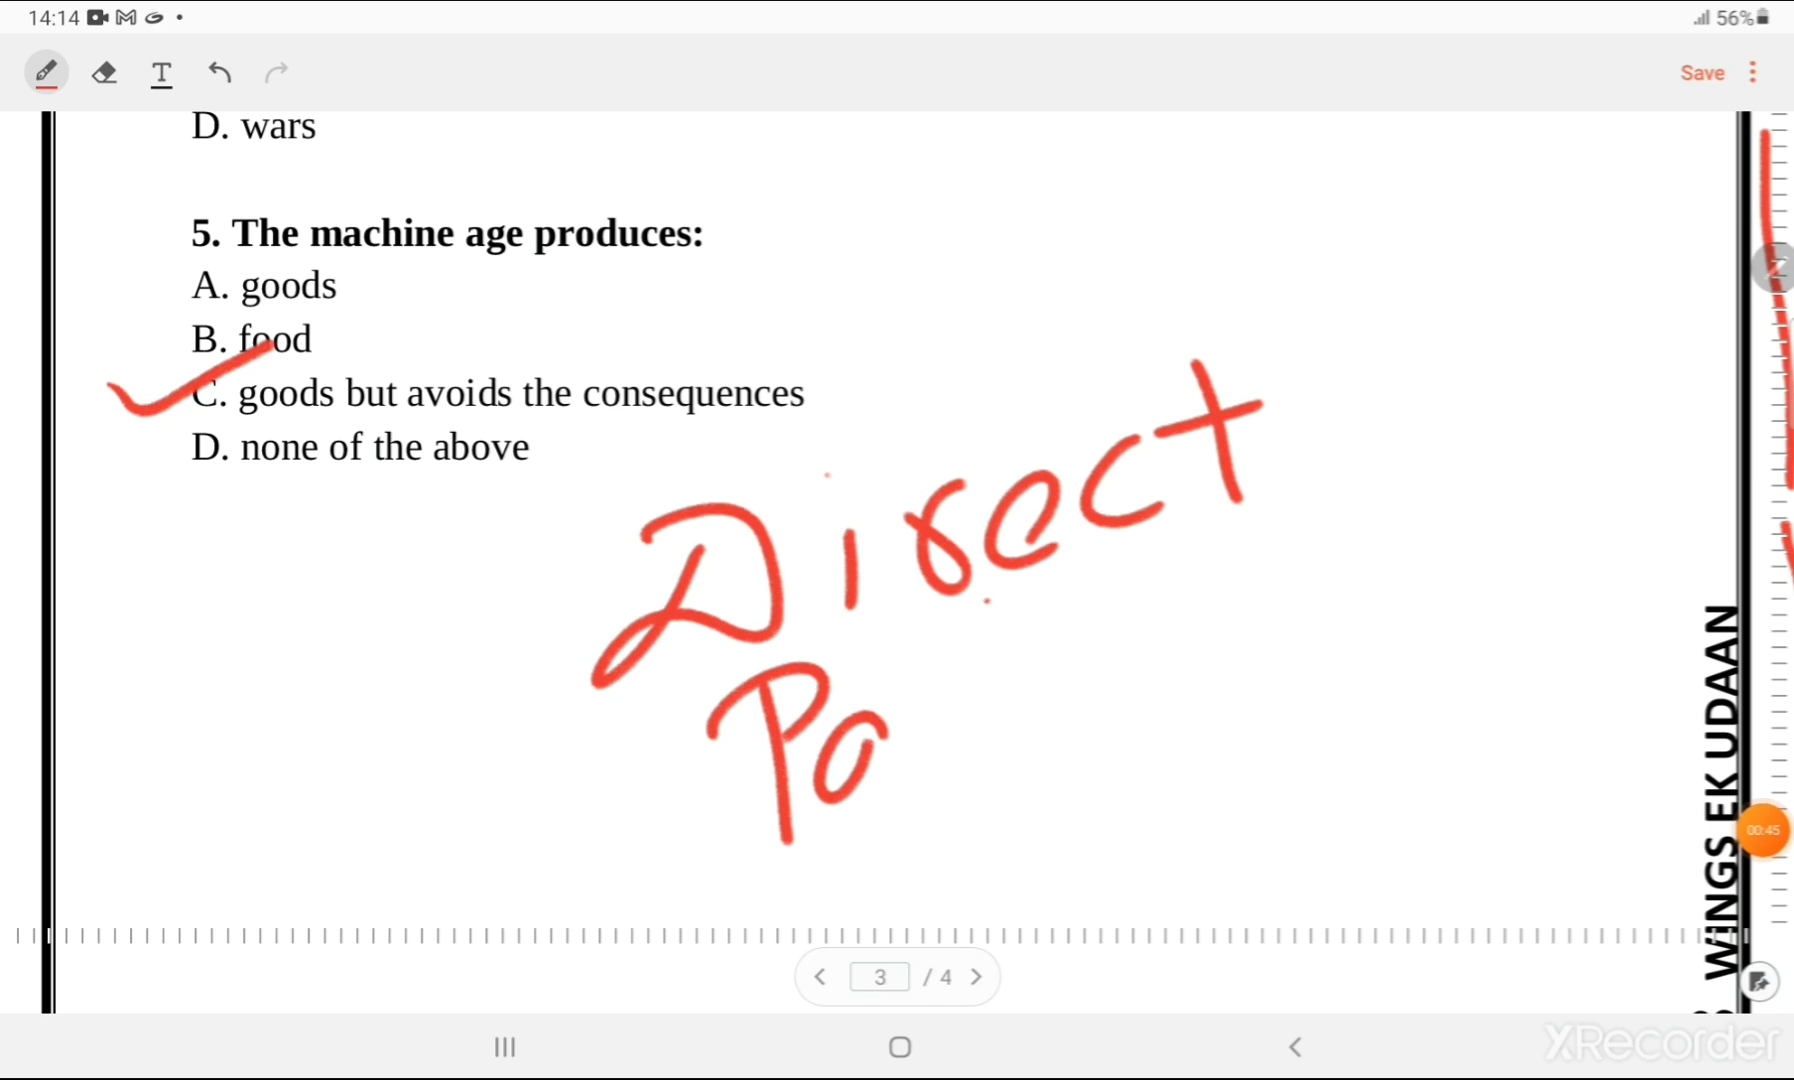 14:14
56%
Save
D. wars
5. The machine age produces:
A. goods
B. food
C. goods but avoids the consequences
D. none of the above
Direct
Pa
WINGS EK UDAAN
00:45
3 / 4
XRecorder